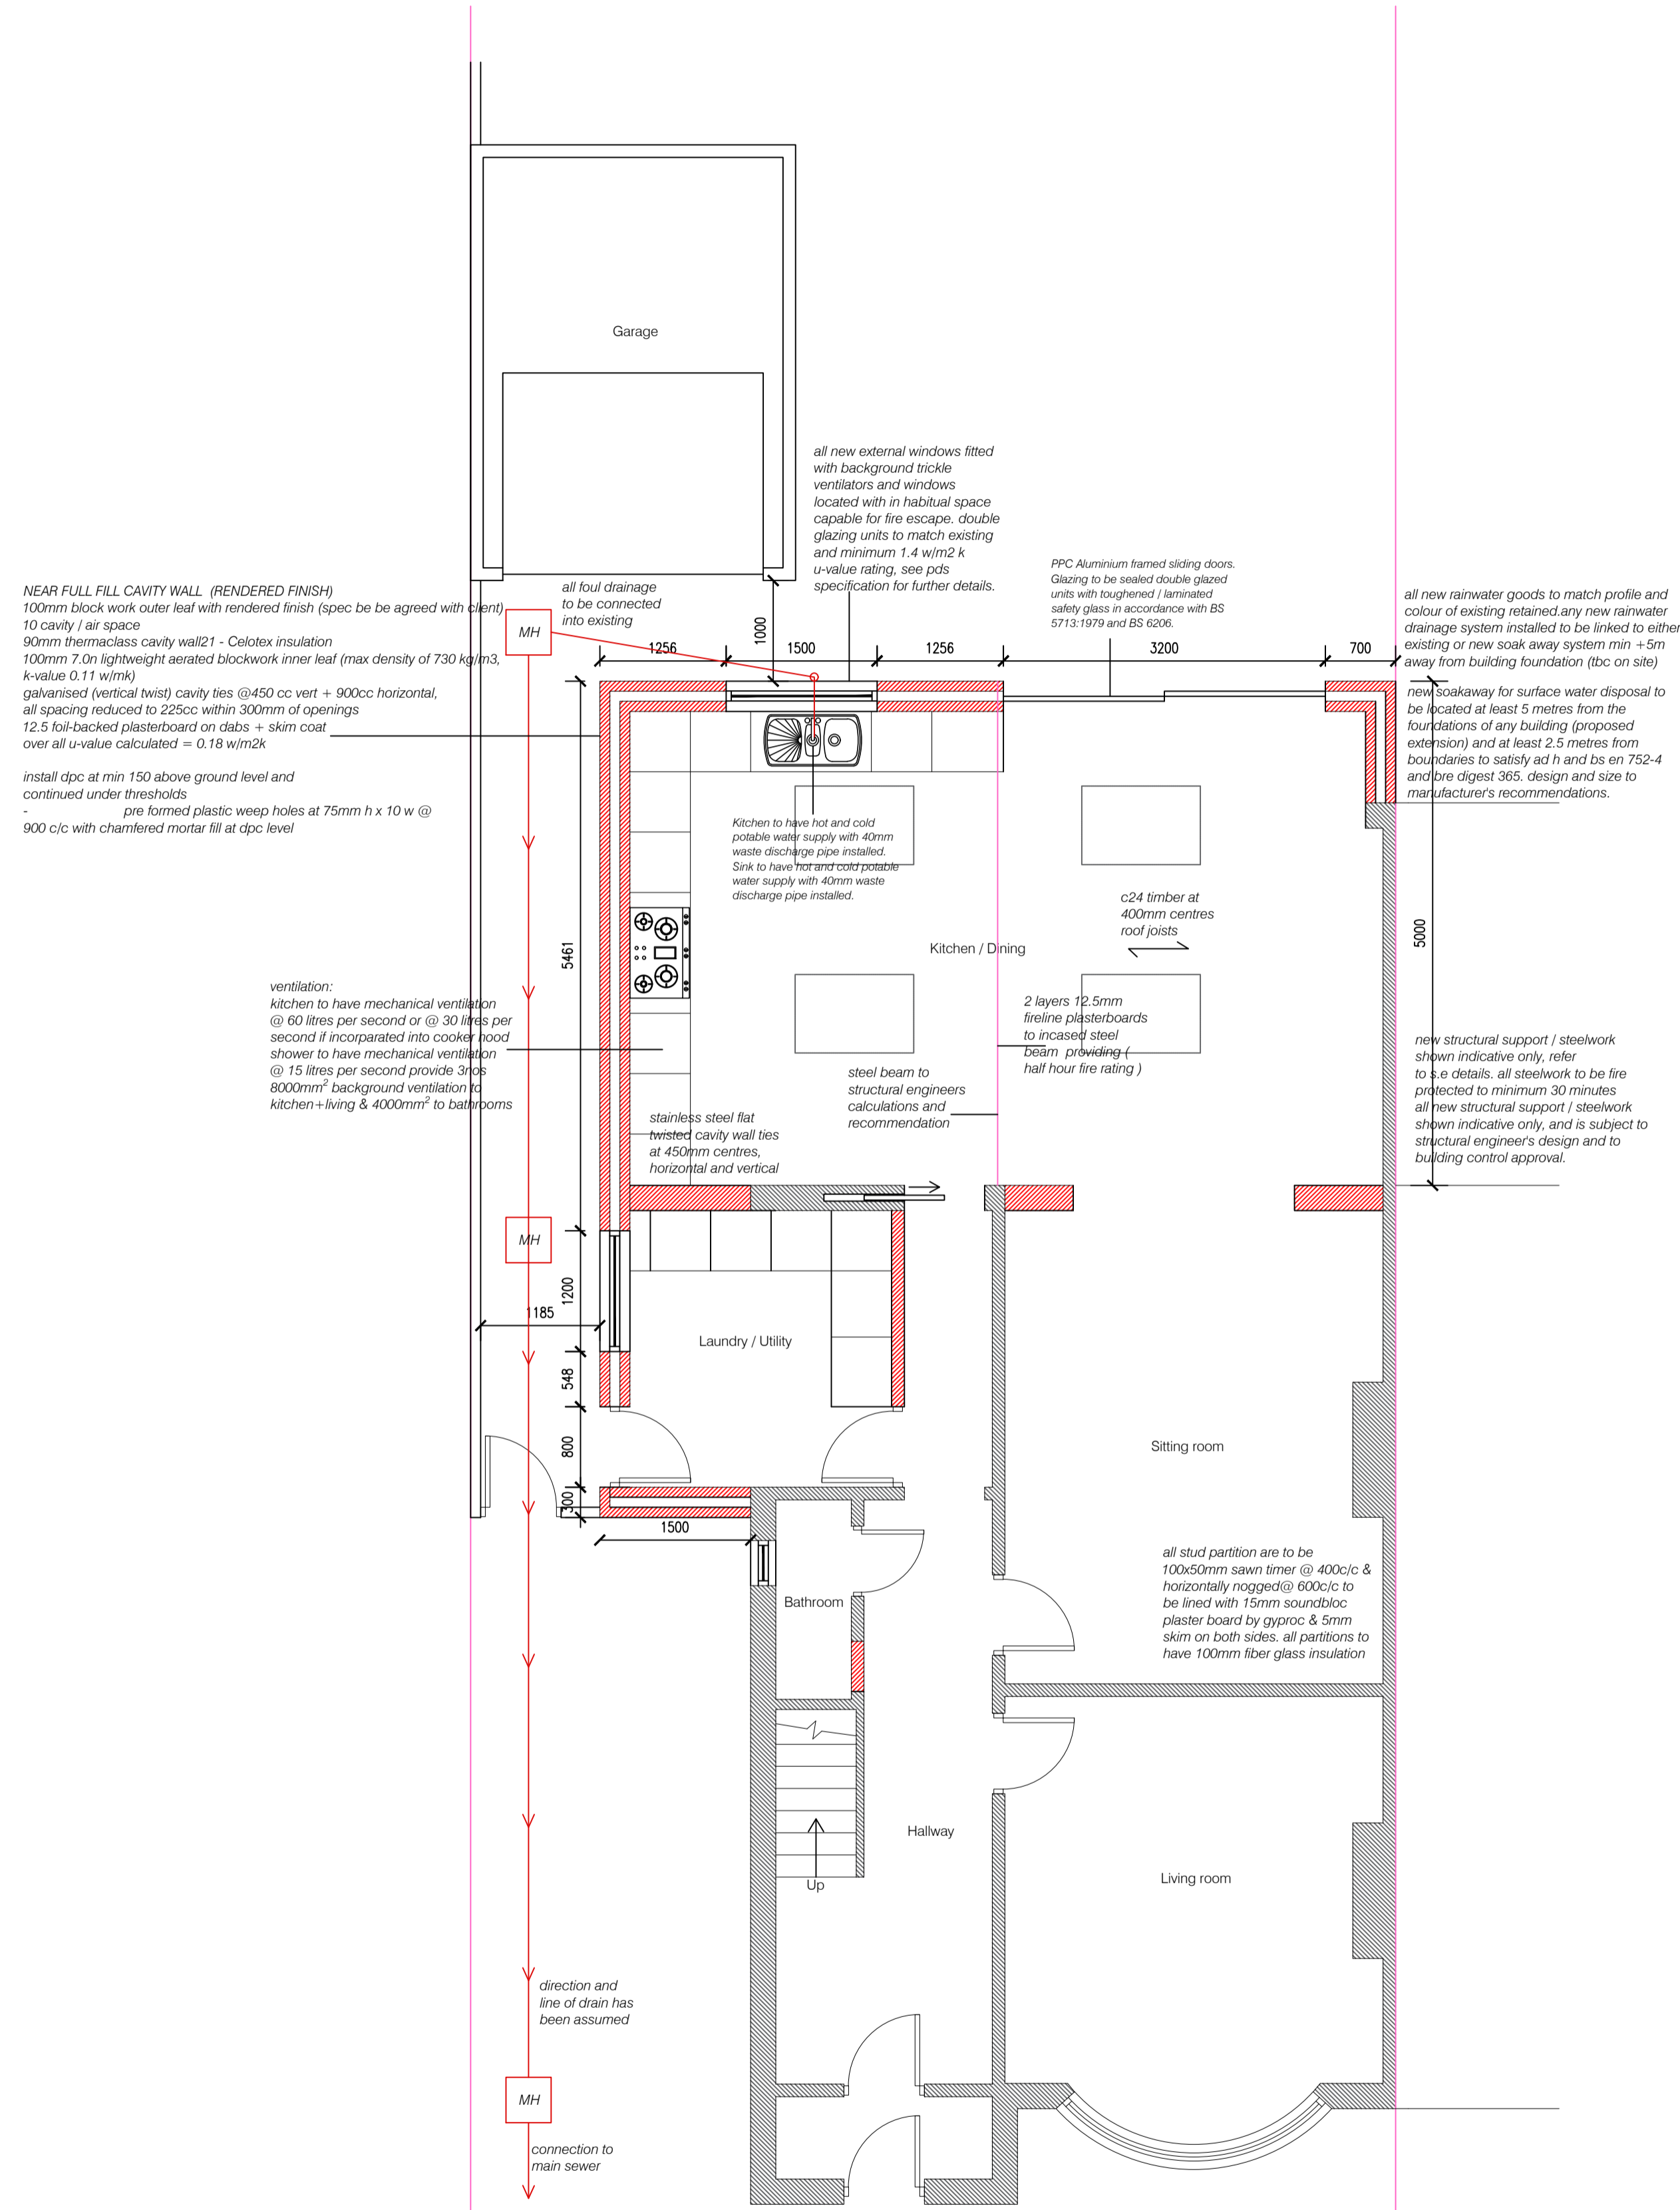 Garage
all new external windows fitted
with background trickle
ventilators and windows
located with in habitual space
capable for fire escape. double
glazing units to match existing
and minimum 1.4 w/m2 k
u-value rating, see pds
specification for further details.
PPC Aluminium framed sliding doors.
Glazing to be sealed double glazed
units with toughened / laminated
safety glass in accordance with BS
5713:1979 and BS 6206.
NEAR FULL FILL CAVITY WALL (RENDERED FINISH)
100mm block work outer leaf with rendered finish (spec be be agreed with client)
10 cavity / air space
90mm thermaclass cavity wall21 - Celotex insulation
100mm 7.0n lightweight aerated blockwork inner leaf (max density of 730 kg/m3,
k-value 0.11 w/mk)
galvanised (vertical twist) cavity ties @450 cc vert + 900cc horizontal,
all spacing reduced to 225cc within 300mm of openings
12.5 foil-backed plasterboard on dabs + skim coat
over all u-value calculated = 0.18 w/m2k
install dpc at min 150 above ground level and
continued under thresholds
- pre formed plastic weep holes at 75mm h x 10 w @
900 c/c with chamfered mortar fill at dpc level
all foul drainage
to be connected
into existing
MH
1000
1256
1500
1256
3200
700
all new rainwater goods to match profile and
colour of existing retained.any new rainwater
drainage system installed to be linked to either
existing or new soak away system min +5m
away from building foundation (tbc on site)
new soakaway for surface water disposal to
be located at least 5 metres from the
foundations of any building (proposed
extension) and at least 2.5 metres from
boundaries to satisfy ad h and bs en 752-4
and bre digest 365. design and size to
manufacturer's recommendations.
Kitchen to have hot and cold
potable water supply with 40mm
waste discharge pipe installed.
Sink to have hot and cold potable
water supply with 40mm waste
discharge pipe installed.
c24 timber at
400mm centres
roof joists
Kitchen / Dining
5461
5000
ventilation:
kitchen to have mechanical ventilation
@ 60 litres per second or @ 30 litres per
second if incorparated into cooker hood
shower to have mechanical ventilation
@ 15 litres per second provide 3nos
8000mm² background ventilation to
kitchen+living & 4000mm² to bathrooms
2 layers 12.5mm
fireline plasterboards
to incased steel
beam providing (
half hour fire rating )
steel beam to
structural engineers
calculations and
recommendation
new structural support / steelwork
shown indicative only, refer
to s.e details. all steelwork to be fire
protected to minimum 30 minutes
all new structural support / steelwork
shown indicative only, and is subject to
structural engineer's design and to
building control approval.
stainless steel flat
twisted cavity wall ties
at 450mm centres,
horizontal and vertical
MH
1200
1185
Laundry / Utility
548
800
300
1500
Sitting room
all stud partition are to be
100x50mm sawn timer @ 400c/c &
horizontally nogged@ 600c/c to
be lined with 15mm soundbloc
plaster board by gyproc & 5mm
skim on both sides. all partitions to
have 100mm fiber glass insulation
Bathroom
Hallway
Up
Living room
direction and
line of drain has
been assumed
MH
connection to
main sewer